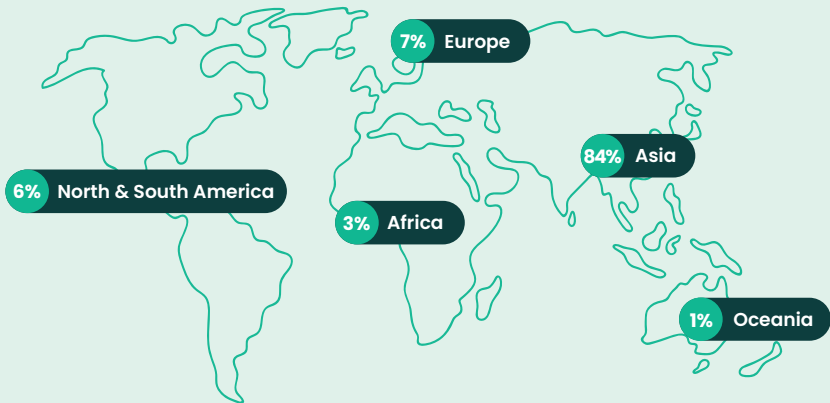 7% Europe
84% Asia
6% North & South America
3% Africa
1% Oceania